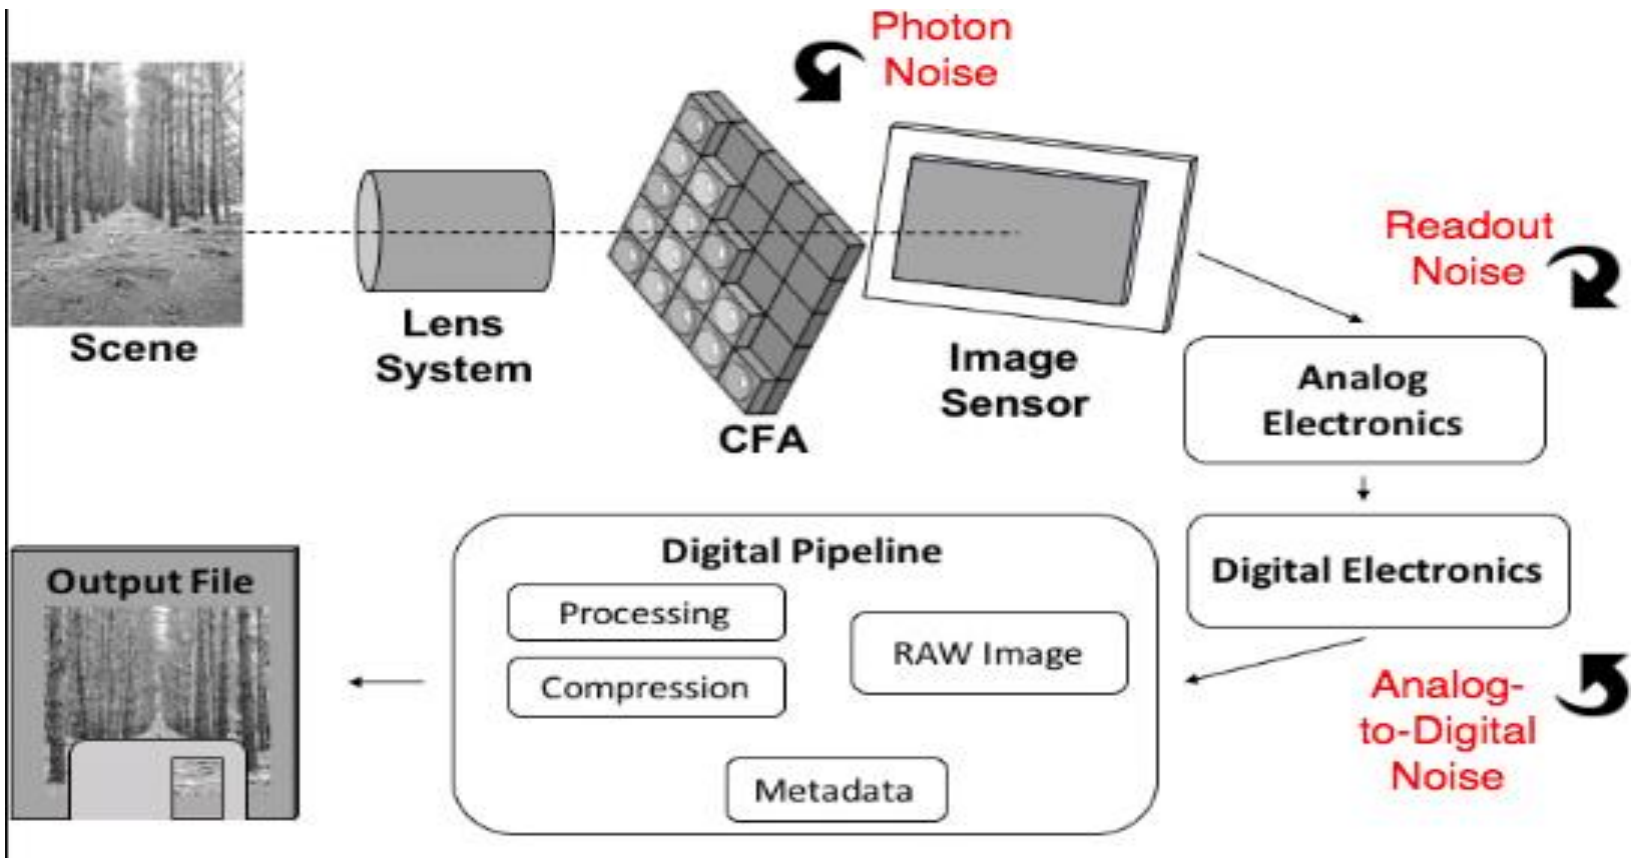 Photon
Noise
Scene
Lens
System
CFA
Image
Sensor
Readout
Noise
Analog
Electronics
Digital Electronics
Analog-
to-Digital
Noise
Digital Pipeline
Processing
RAW Image
Compression
Metadata
Output File